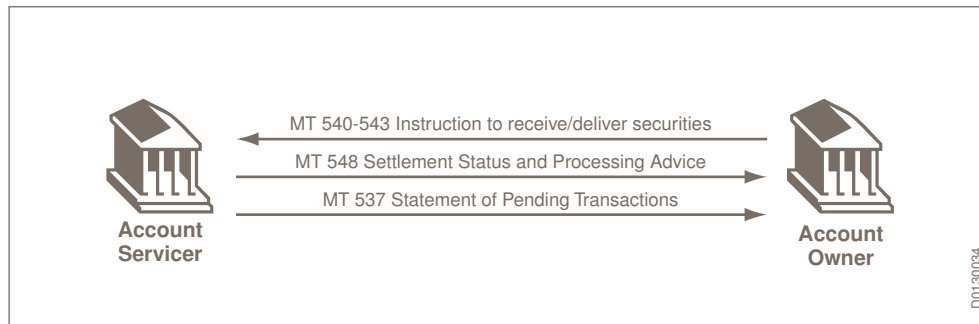 MT 540-543 Instruction to receive/deliver securities
MT 548 Settlement Status and Processing Advice
MT 537 Statement of Pending Transactions
Account
Servicer
Account
Owner
D0130034